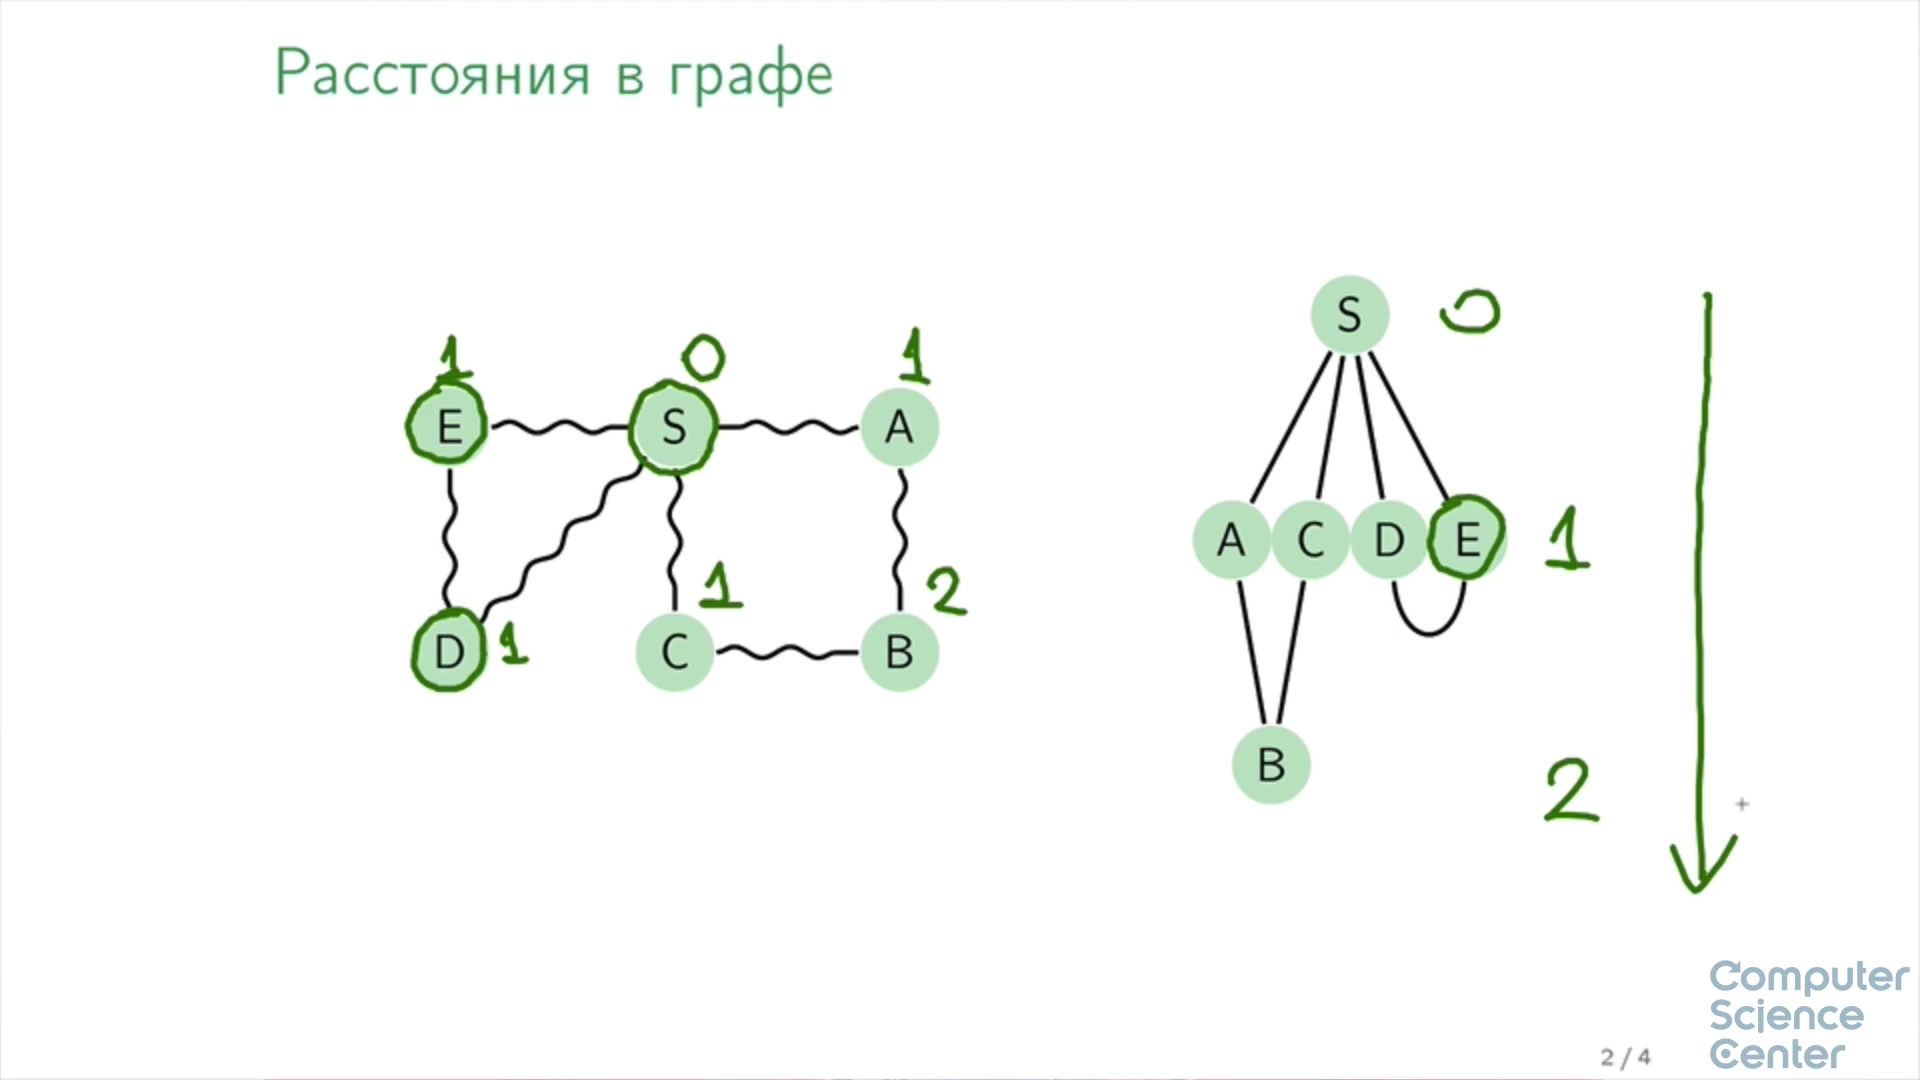 Расстояния в графе
1 0 1
E S A
1 2
D 1 C B
S 0
A C D E 1
B 2
2 / 4
Computer
Science
Center